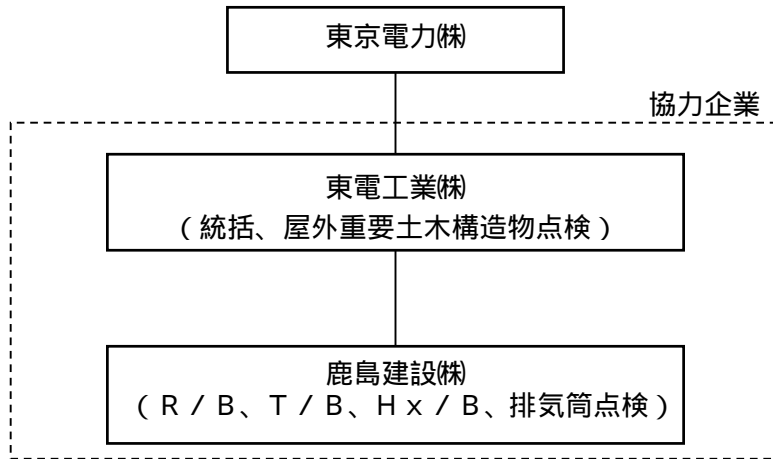 東京電力㈱
協力企業
東電工業㈱
（統括、屋外重要土木構造物点検）
鹿島建設㈱
（Ｒ／Ｂ、Ｔ／Ｂ、Ｈｘ／Ｂ、排気筒点検）